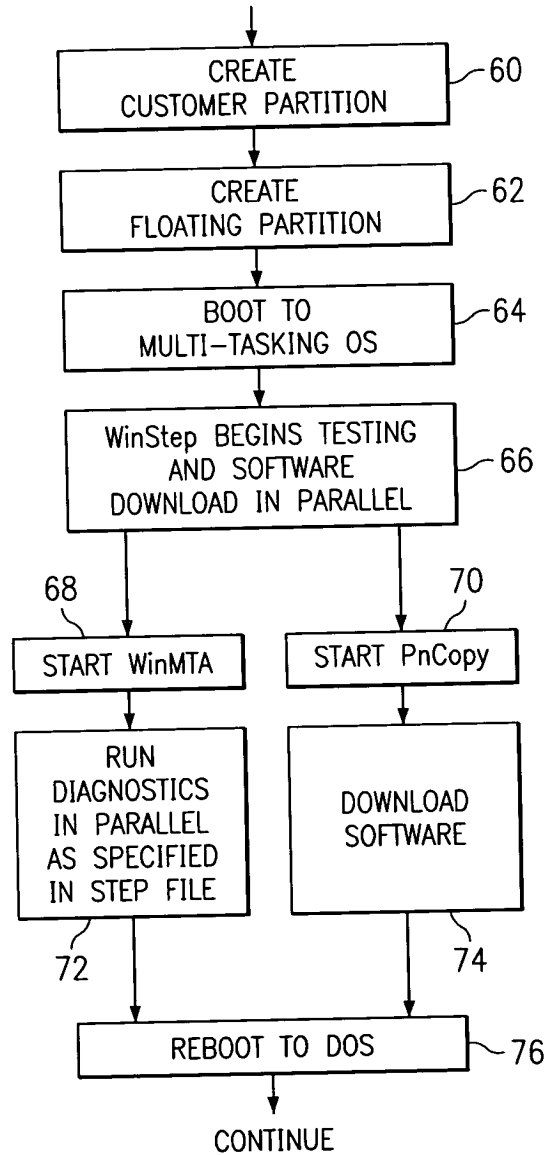 CREATE
CUSTOMER PARTITION
60
CREATE
FLOATING PARTITION
62
BOOT TO
MULTI-TASKING OS
64
WinStep BEGINS TESTING
AND SOFTWARE
DOWNLOAD IN PARALLEL
66
68
START WinMTA
70
START PnCopy
RUN
DIAGNOSTICS
IN PARALLEL
AS SPECIFIED
IN STEP FILE
72
DOWNLOAD
SOFTWARE
74
REBOOT TO DOS
76
CONTINUE